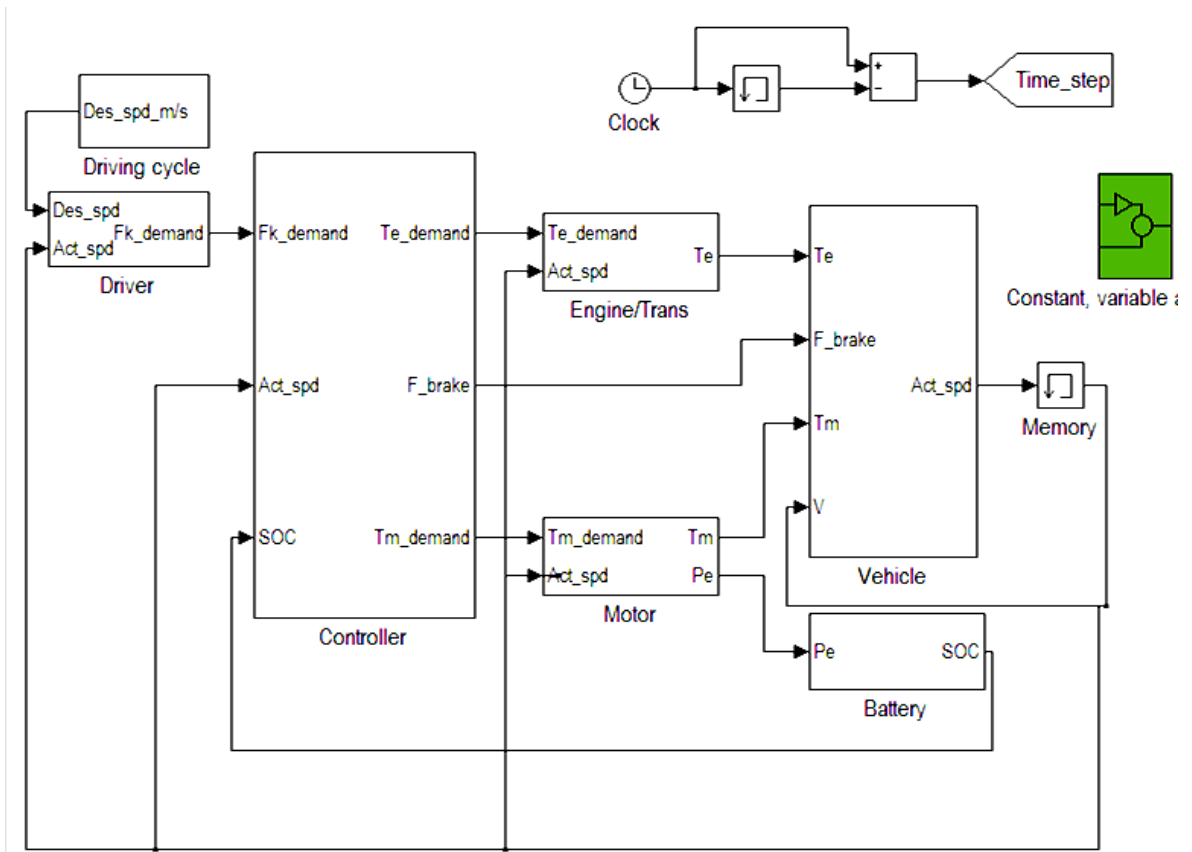 Clock
+
−
Time_step
Des_spd_m/s
Driving cycle
Des_spd
Act_spd
Fk_demand
Driver
Fk_demand
Act_spd
SOC
Te_demand
F_brake
Tm_demand
Controller
Te_demand
Act_spd
Te
Engine/Trans
Tm_demand
Act_spd
Tm
Pe
Motor
Te
F_brake
Tm
V
Act_spd
Vehicle
Memory
Pe
SOC
Battery
Constant, variable a